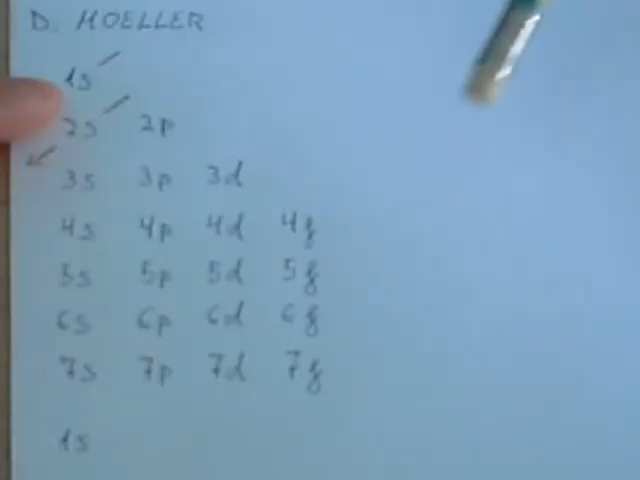 D. MOELLER
1s
2s 2p
3s 3p 3d
4s 4p 4d 4f
5s 5p 5d 5f
6s 6p 6d 6f
7s 7p 7d 7f
1s